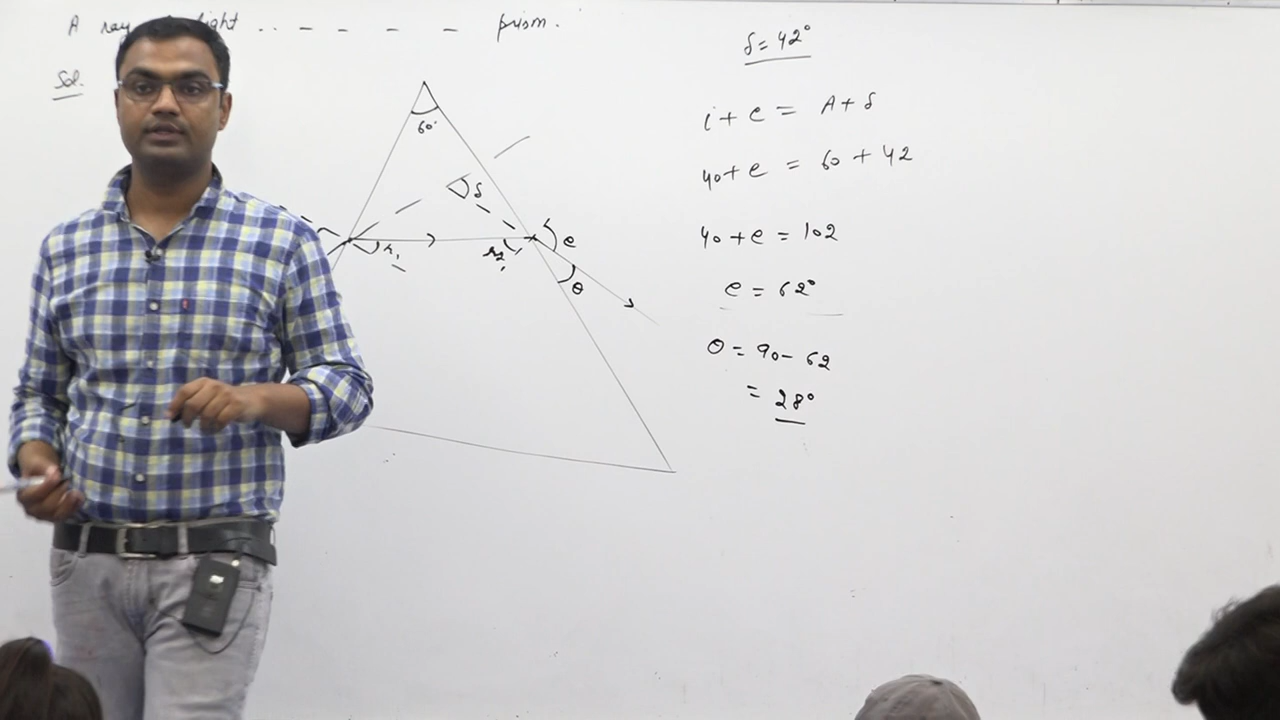 A ray light .. - - - - - prism.
Sol.
60°
δ
r₁
r₂
e
θ
δ = 42°
i + e = A + δ
40 + e = 60 + 42
40 + e = 102
e = 62°
θ = 90 - 62
= 28°